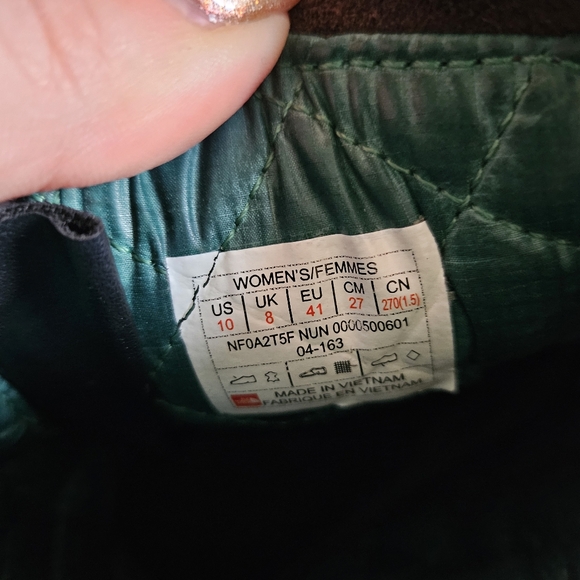 WOMEN'S/FEMMES
US UK EU CM CN
10 8 41 27 270(1.5)
NF0A2T5F NUN 0000500601
04-163
MADE IN VIETNAM
FABRIQUE EN VIETNAM